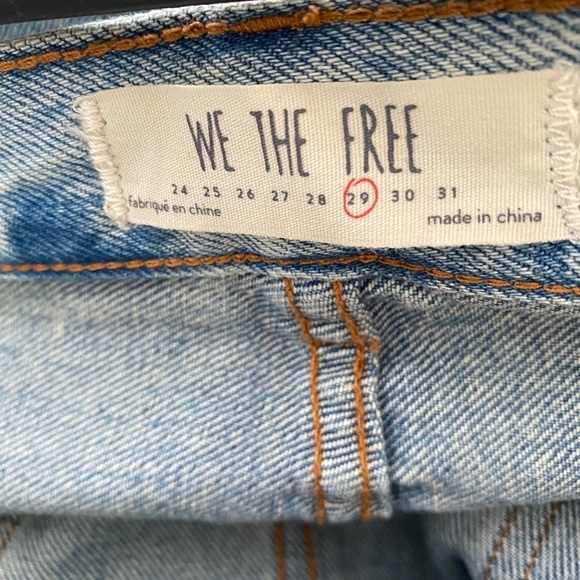 WE THE FREE
24 25 26 27 28 29 30 31
fabriqué en chine made in china